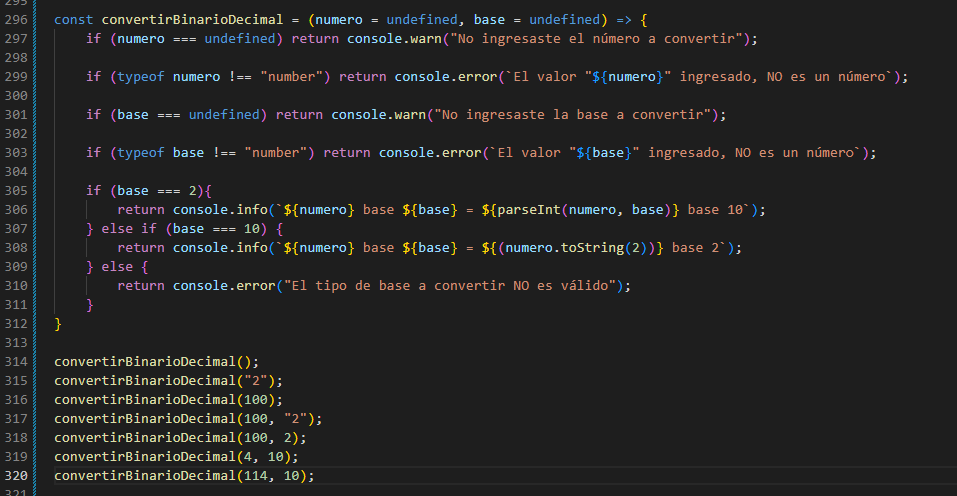 295
296 const convertirBinarioDecimal = (numero = undefined, base = undefined) => {
297 if (numero === undefined) return console.warn("No ingresaste el número a convertir");
298
299 if (typeof numero !== "number") return console.error(`El valor "${numero}" ingresado, NO es un número`);
300
301 if (base === undefined) return console.warn("No ingresaste la base a convertir");
302
303 if (typeof base !== "number") return console.error(`El valor "${base}" ingresado, NO es un número`);
304
305 if (base === 2){
306 return console.info(`${numero} base ${base} = ${parseInt(numero, base)} base 10`);
307 } else if (base === 10) {
308 return console.info(`${numero} base ${base} = ${(numero.toString(2))} base 2`);
309 } else {
310 return console.error("El tipo de base a convertir NO es válido");
311 }
312 }
313
314 convertirBinarioDecimal();
315 convertirBinarioDecimal("2");
316 convertirBinarioDecimal(100);
317 convertirBinarioDecimal(100, "2");
318 convertirBinarioDecimal(100, 2);
319 convertirBinarioDecimal(4, 10);
320 convertirBinarioDecimal(114, 10);
321